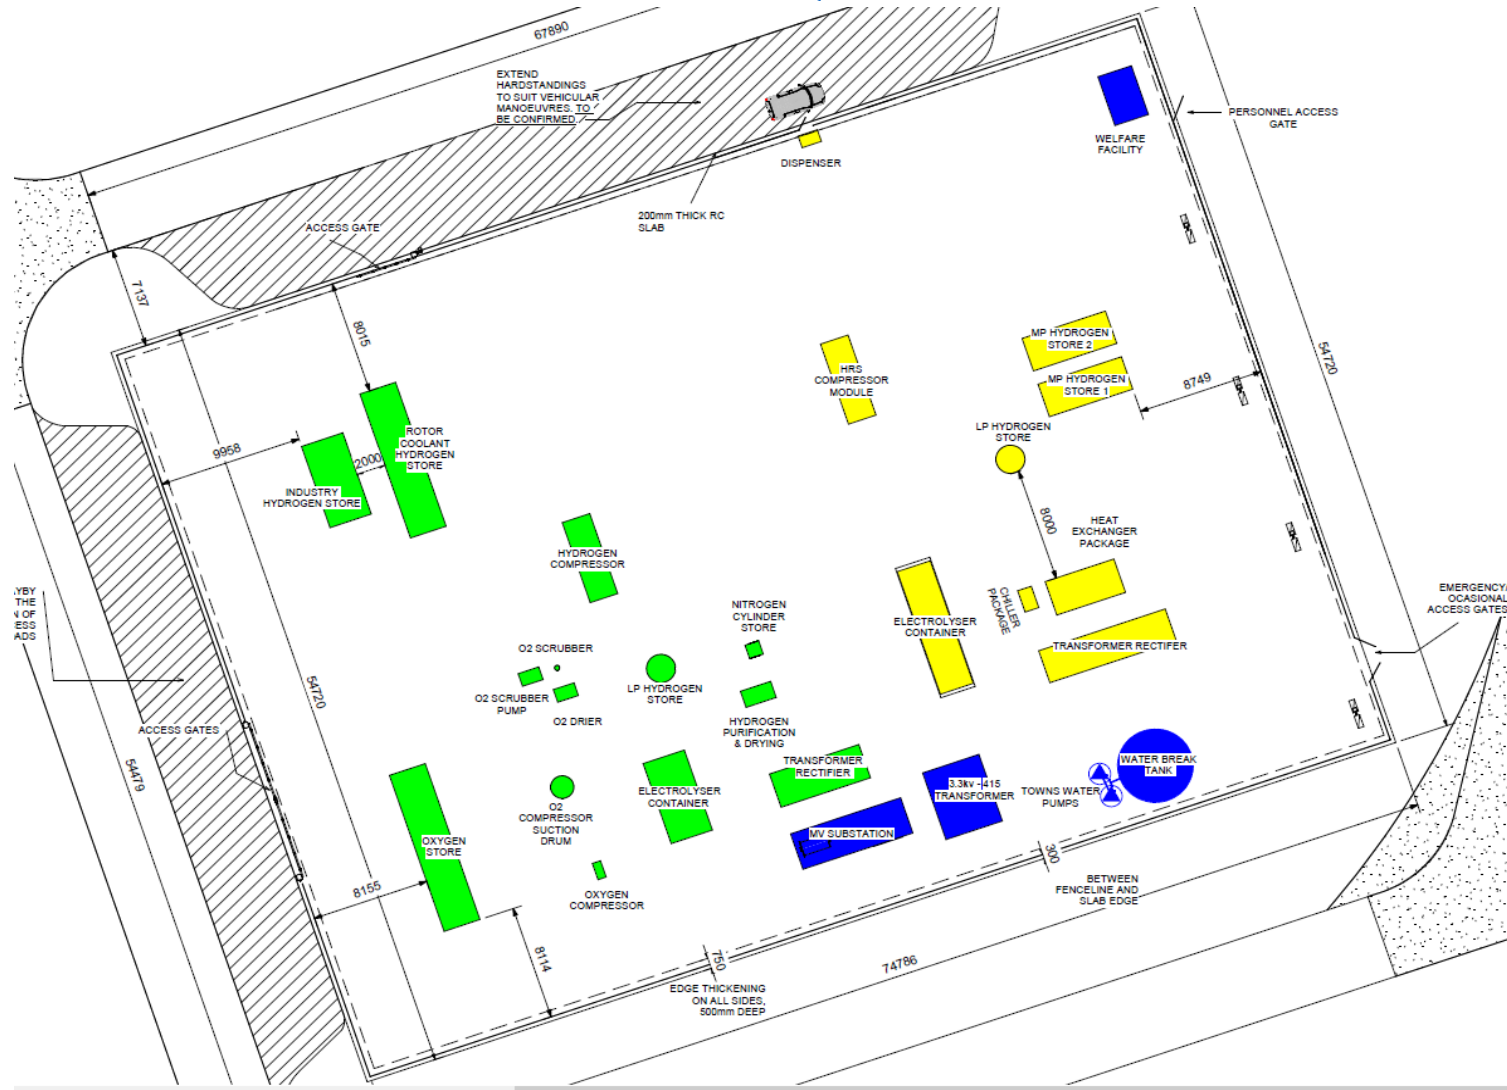 67890
EXTEND
HARDSTANDINGS
TO SUIT VEHICULAR
MANOEUVRES. TO
BE CONFIRMED.
PERSONNEL ACCESS
GATE
WELFARE
FACILITY
DISPENSER
200mm THICK RC
SLAB
ACCESS GATE
7137
8015
MP HYDROGEN
STORE 2
54720
HRS
COMPRESSOR
MODULE
MP HYDROGEN
STORE 1
8749
LP HYDROGEN
STORE
ROTOR
COOLANT
HYDROGEN
STORE
9958
2000
INDUSTRY
HYDROGEN STORE
8000
HEAT
EXCHANGER
PACKAGE
HYDROGEN
COMPRESSOR
YBY
THE
N OF
ESS
ADS
EMERGENCY/
OCASIONAL
ACCESS GATES
NITROGEN
CYLINDER
STORE
CHILLER
PACKAGE
ELECTROLYSER
CONTAINER
TRANSFORMER RECTIFER
O2 SCRUBBER
O2 SCRUBBER
PUMP
LP HYDROGEN
STORE
O2 DRIER
54720
ACCESS GATES
HYDROGEN
PURIFICATION
& DRYING
54479
TRANSFORMER
RECTIFIER
WATER BREAK
TANK
3.3kv - 415
TRANSFORMER
TOWNS WATER
PUMPS
ELECTROLYSER
CONTAINER
O2
COMPRESSOR
SUCTION
DRUM
MV SUBSTATION
OXYGEN
STORE
300
8155
OXYGEN
COMPRESSOR
BETWEEN
FENCELINE AND
SLAB EDGE
8114
750
74786
EDGE THICKENING
ON ALL SIDES,
500mm DEEP